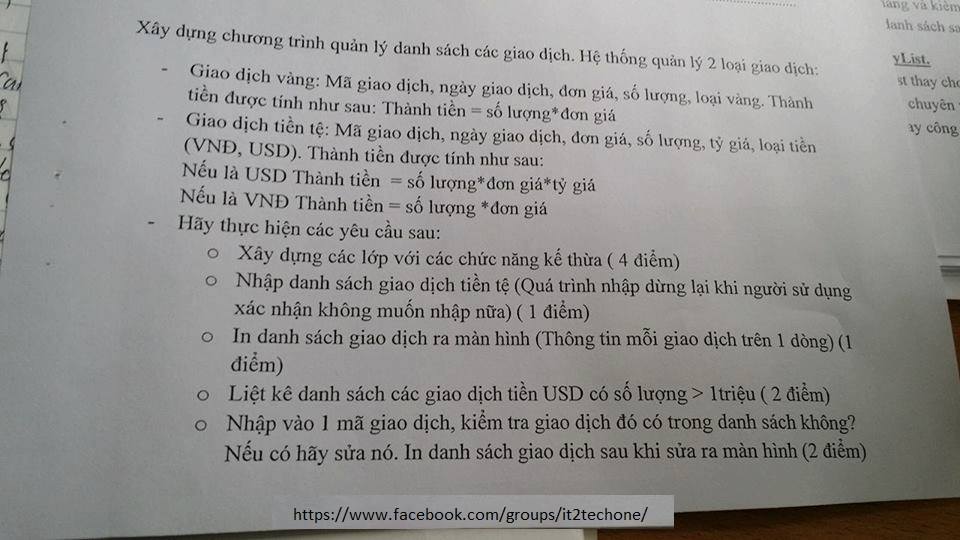 Xây dựng chương trình quản lý danh sách các giao dịch. Hệ thống quản lý 2 loại giao dịch:
- Giao dịch vàng: Mã giao dịch, ngày giao dịch, đơn giá, số lượng, loại vàng. Thành
tiền được tính như sau: Thành tiền = số lượng*đơn giá
- Giao dịch tiền tệ: Mã giao dịch, ngày giao dịch, đơn giá, số lượng, tỷ giá, loại tiền
(VNĐ, USD). Thành tiền được tính như sau:
Nếu là USD Thành tiền = số lượng*đơn giá*tỷ giá
Nếu là VNĐ Thành tiền = số lượng *đơn giá
- Hãy thực hiện các yêu cầu sau:
o Xây dựng các lớp với các chức năng kế thừa ( 4 điểm)
o Nhập danh sách giao dịch tiền tệ (Quá trình nhập dừng lại khi người sử dụng
xác nhận không muốn nhập nữa) ( 1 điểm)
o In danh sách giao dịch ra màn hình (Thông tin mỗi giao dịch trên 1 dòng) (1
điểm)
o Liệt kê danh sách các giao dịch tiền USD có số lượng > 1triệu ( 2 điểm)
o Nhập vào 1 mã giao dịch, kiểm tra giao dịch đó có trong danh sách không?
Nếu có hãy sửa nó. In danh sách giao dịch sau khi sửa ra màn hình (2 điểm)
và kiểm
danh sách
yList.
st thay
chuyên
công
https://www.facebook.com/groups/it2techone/